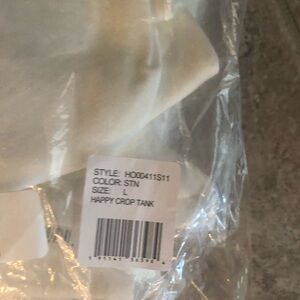 STYLE: HO00411S11
COLOR: STN
SIZE: L
HAPPY CROP TANK